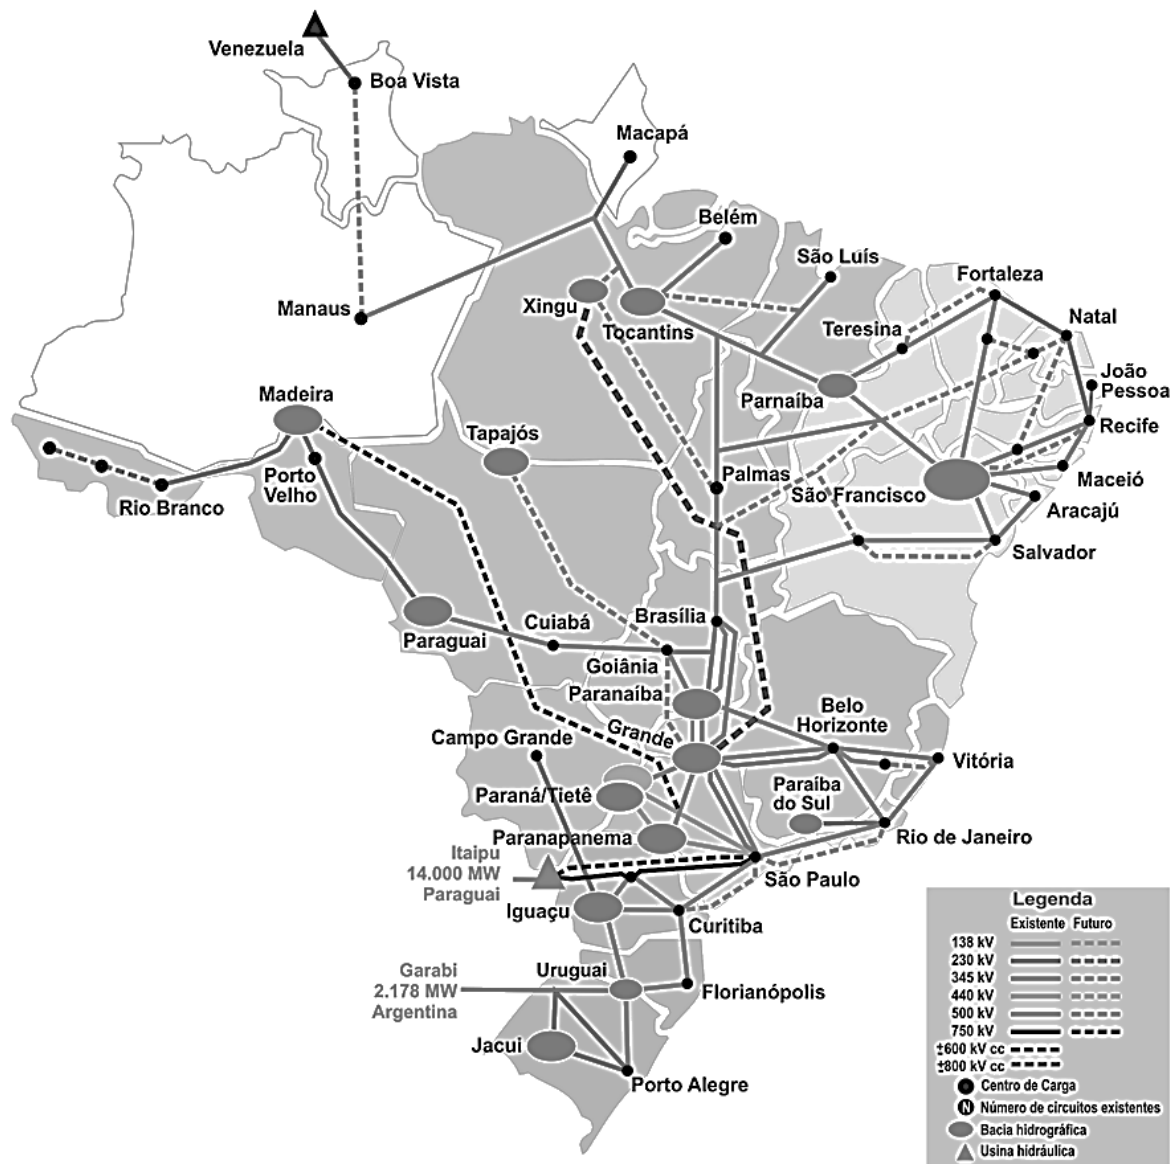 Venezuela
Boa Vista
Macapá
Belém
São Luís
Fortaleza
Manaus
Xingu
Tocantins
Teresina
Natal
João
Pessoa
Parnaíba
Madeira
Tapajós
Recife
Porto
Velho
Palmas
São Francisco
Maceió
Rio Branco
Aracajú
Salvador
Brasília
Cuiabá
Paraguai
Goiânia
Paranaíba
Belo
Horizonte
Grande
Campo Grande
Vitória
Paraíba
do Sul
Paraná/Tietê
Paranapanema
Rio de Janeiro
Itaipu
14.000 MW
Paraguai
São Paulo
Iguaçu
Curitiba
Garabi
2.178 MW
Argentina
Uruguai
Florianópolis
Jacui
Porto Alegre
Legenda
Existente Futuro
138 kV
230 kV
345 kV
440 kV
500 kV
750 kV
±600 kV cc
±800 kV cc
Centro de Carga
N Número de circuitos existentes
Bacia hidrográfica
Usina hidráulica